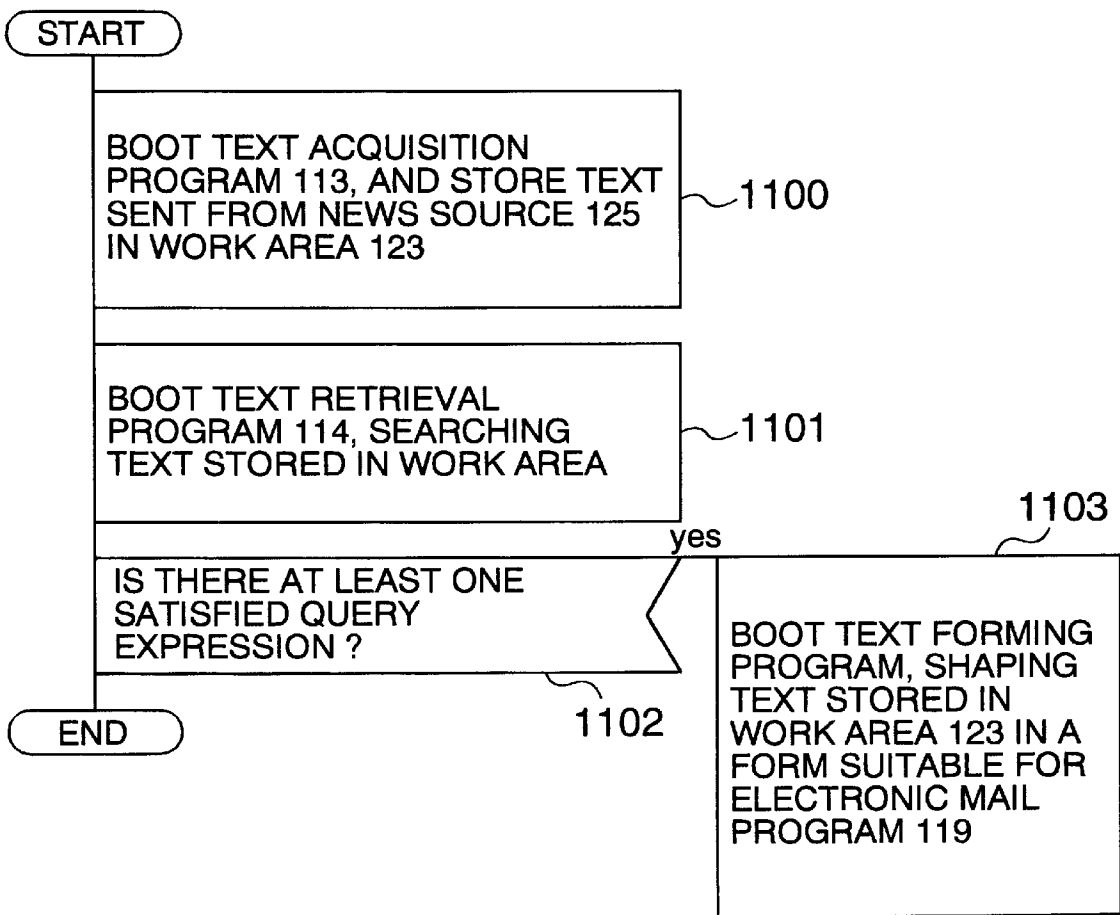 START
BOOT TEXT ACQUISITION
PROGRAM 113, AND STORE TEXT
SENT FROM NEWS SOURCE 125
IN WORK AREA 123
1100
BOOT TEXT RETRIEVAL
PROGRAM 114, SEARCHING
TEXT STORED IN WORK AREA
1101
yes
1103
IS THERE AT LEAST ONE
SATISFIED QUERY
EXPRESSION ?
1102
BOOT TEXT FORMING
PROGRAM, SHAPING
TEXT STORED IN
WORK AREA 123 IN A
FORM SUITABLE FOR
ELECTRONIC MAIL
PROGRAM 119
END